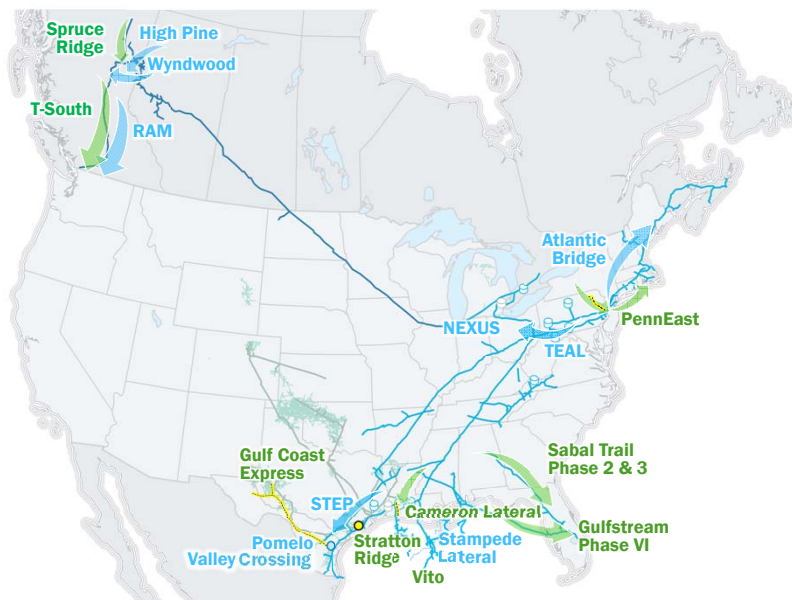 Spruce
Ridge
High Pine
Wyndwood
T-South
RAM
Atlantic
Bridge
NEXUS
PennEast
TEAL
Gulf Coast
Express
Sabal Trail
Phase 2 & 3
STEP
Cameron Lateral
Gulfstream
Phase VI
Pomelo
Valley Crossing
Stratton
Ridge
Stampede
Lateral
Vito